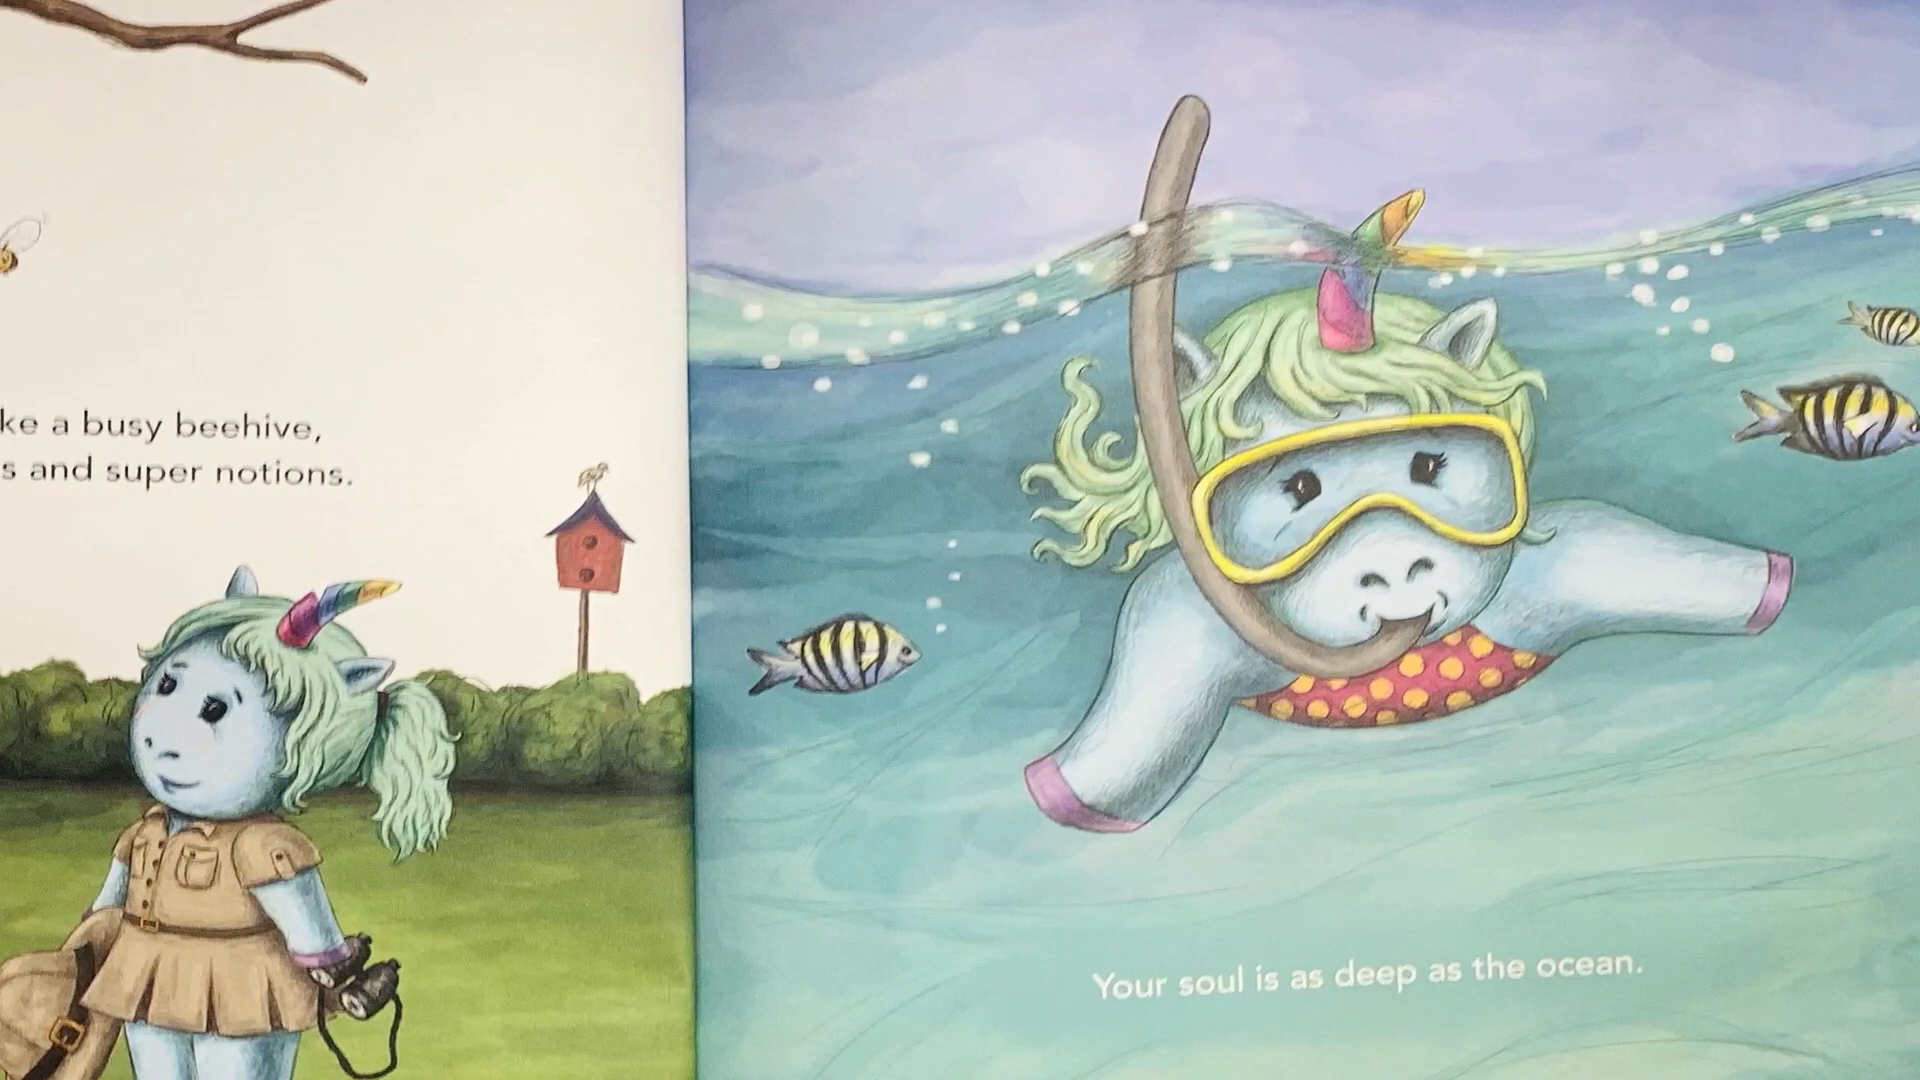 ke a busy beehive,
s and super notions.
Your soul is as deep as the ocean.